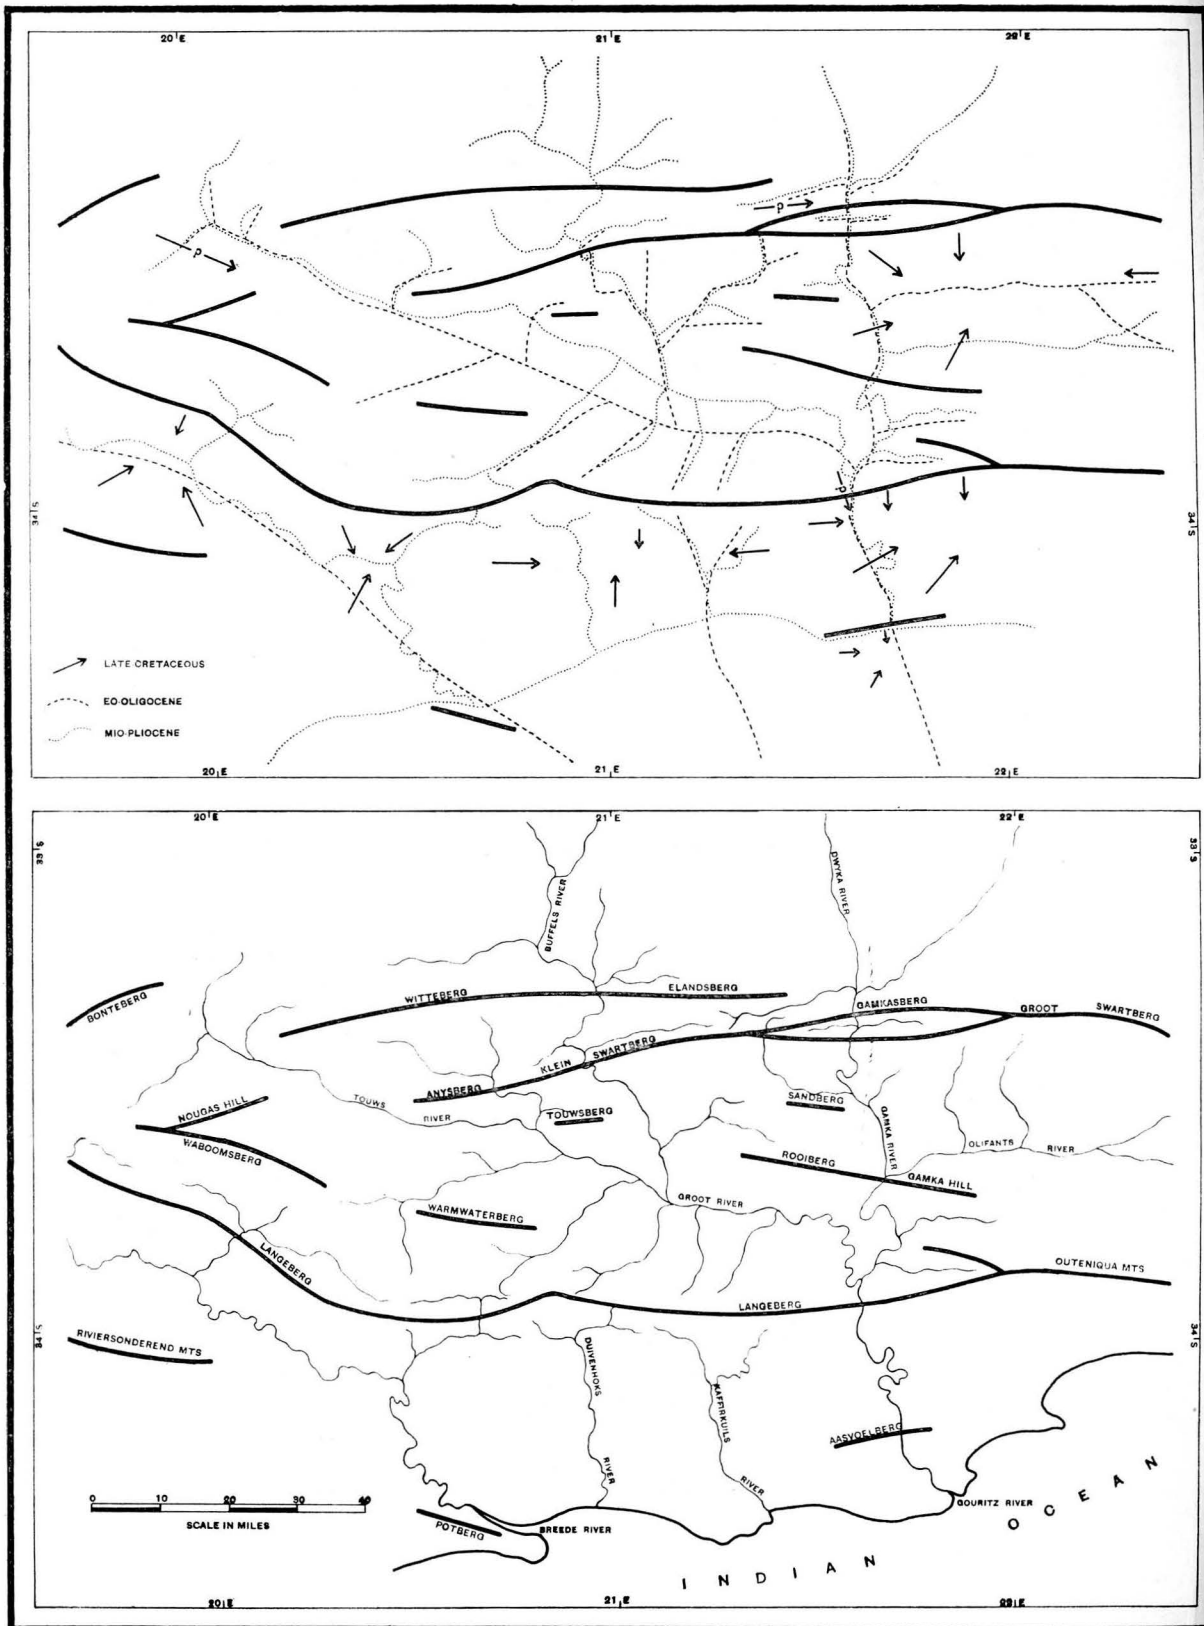 20°E 21°E 22°E
P
P
34°S 34°S
P
LATE CRETACEOUS
EO-OLIGOCENE
MIO-PLIOCENE
20°E 21°E 22°E
20°E 21°E 22°E
33°S 33°S
DWYKA RIVER
BUFFELS RIVER
BONTEBERG
WITTEBERG
ELANDSBERG
GAMKASBERG
GROOT SWARTBERG
KLEIN SWARTBERG
ANYSBERG
TOUWS RIVER
TOUWSBERG
SANDBERG
NOUGAS HILL
WABOOMSBERG
GAMKA RIVER
OLIFANTS RIVER
ROOIBERG
GAMKA HILL
GROOT RIVER
WARMWATERBERG
LANGEBERG
OUTENIQUA MTS
LANGEBERG
34°S 34°S
RIVIERSONDEREND MTS
DUIVENHOKS RIVER
KAFFIRKUILS RIVER
AASVOELBERG
0 10 20 30 40
SCALE IN MILES
POTBERG
BREEDE RIVER
GOURITZ RIVER
INDIAN OCEAN
20°E 21°E 22°E